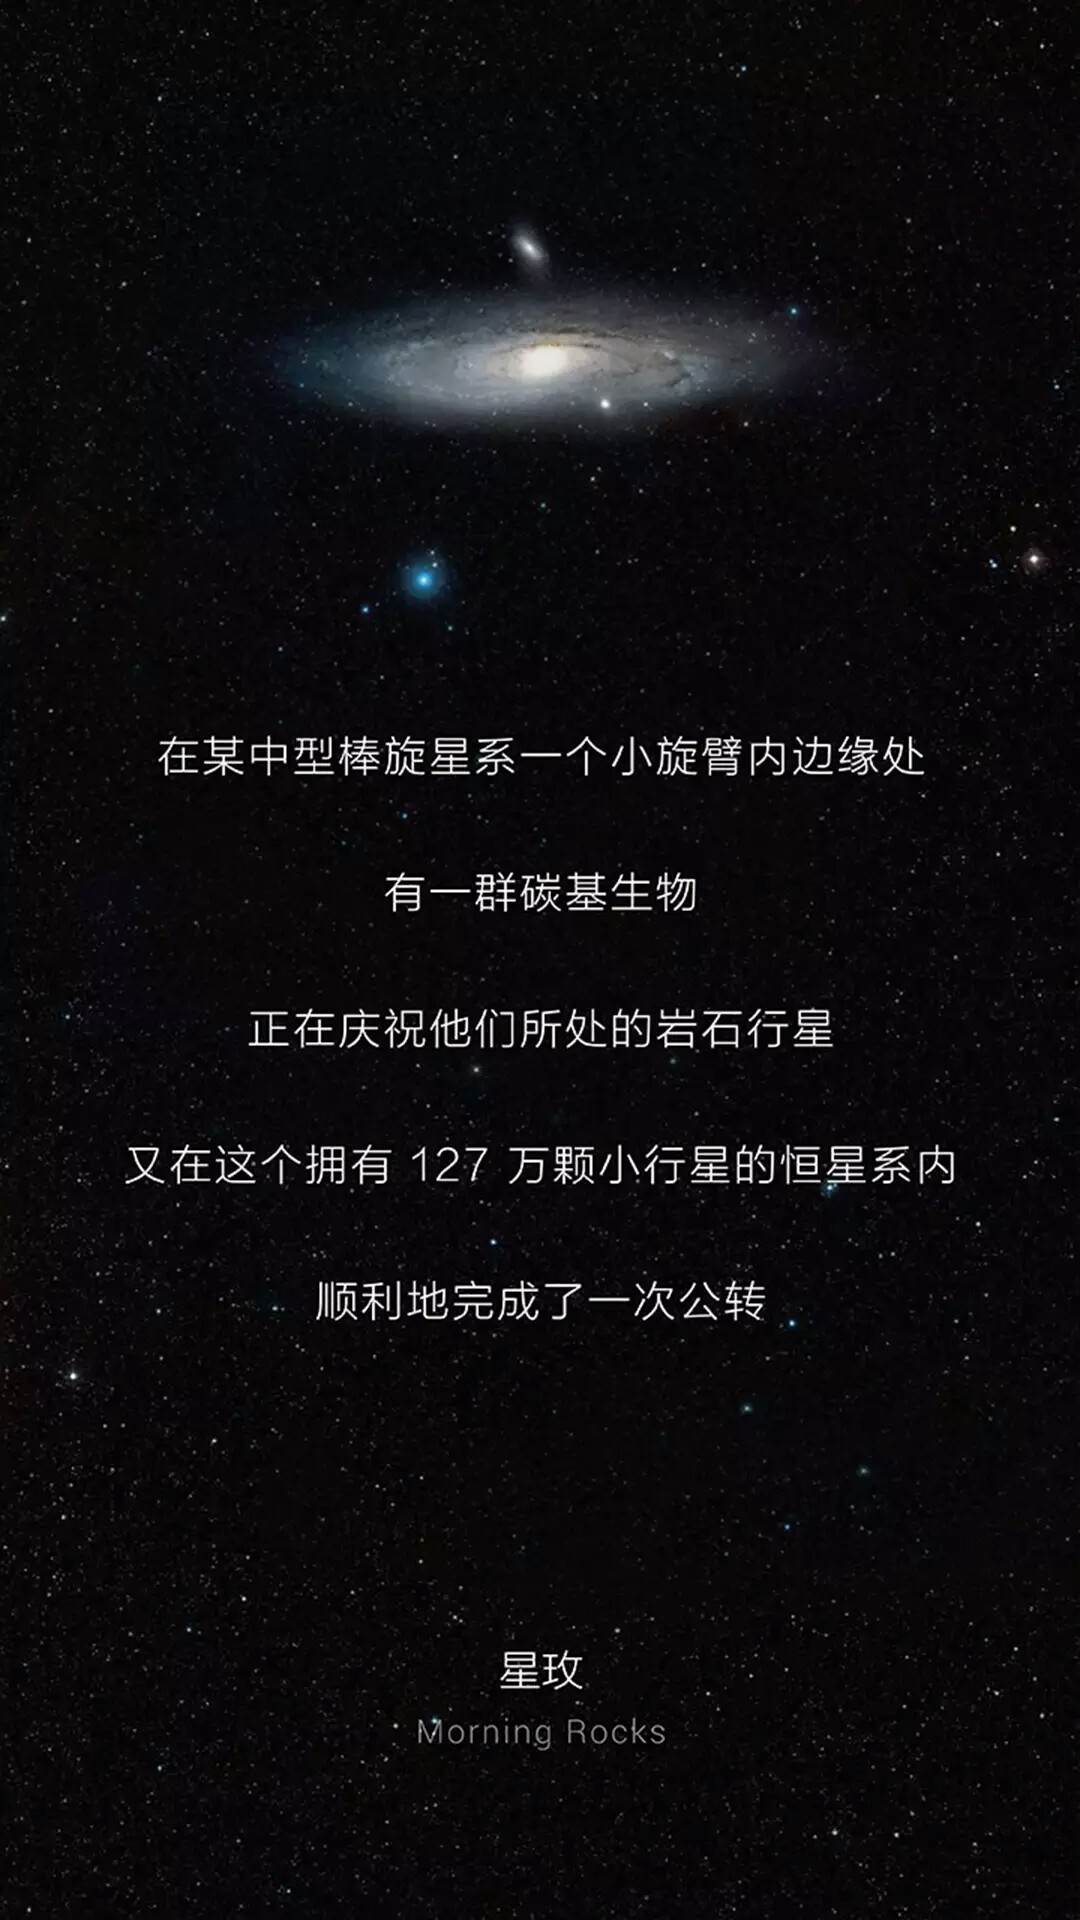 在某中型棒旋星系一个小旋臂内边缘处
有一群碳基生物
正在庆祝他们所处的岩石行星
又在这个拥有 127 万颗小行星的恒星系内
顺利地完成了一次公转
星玫
Morning Rocks